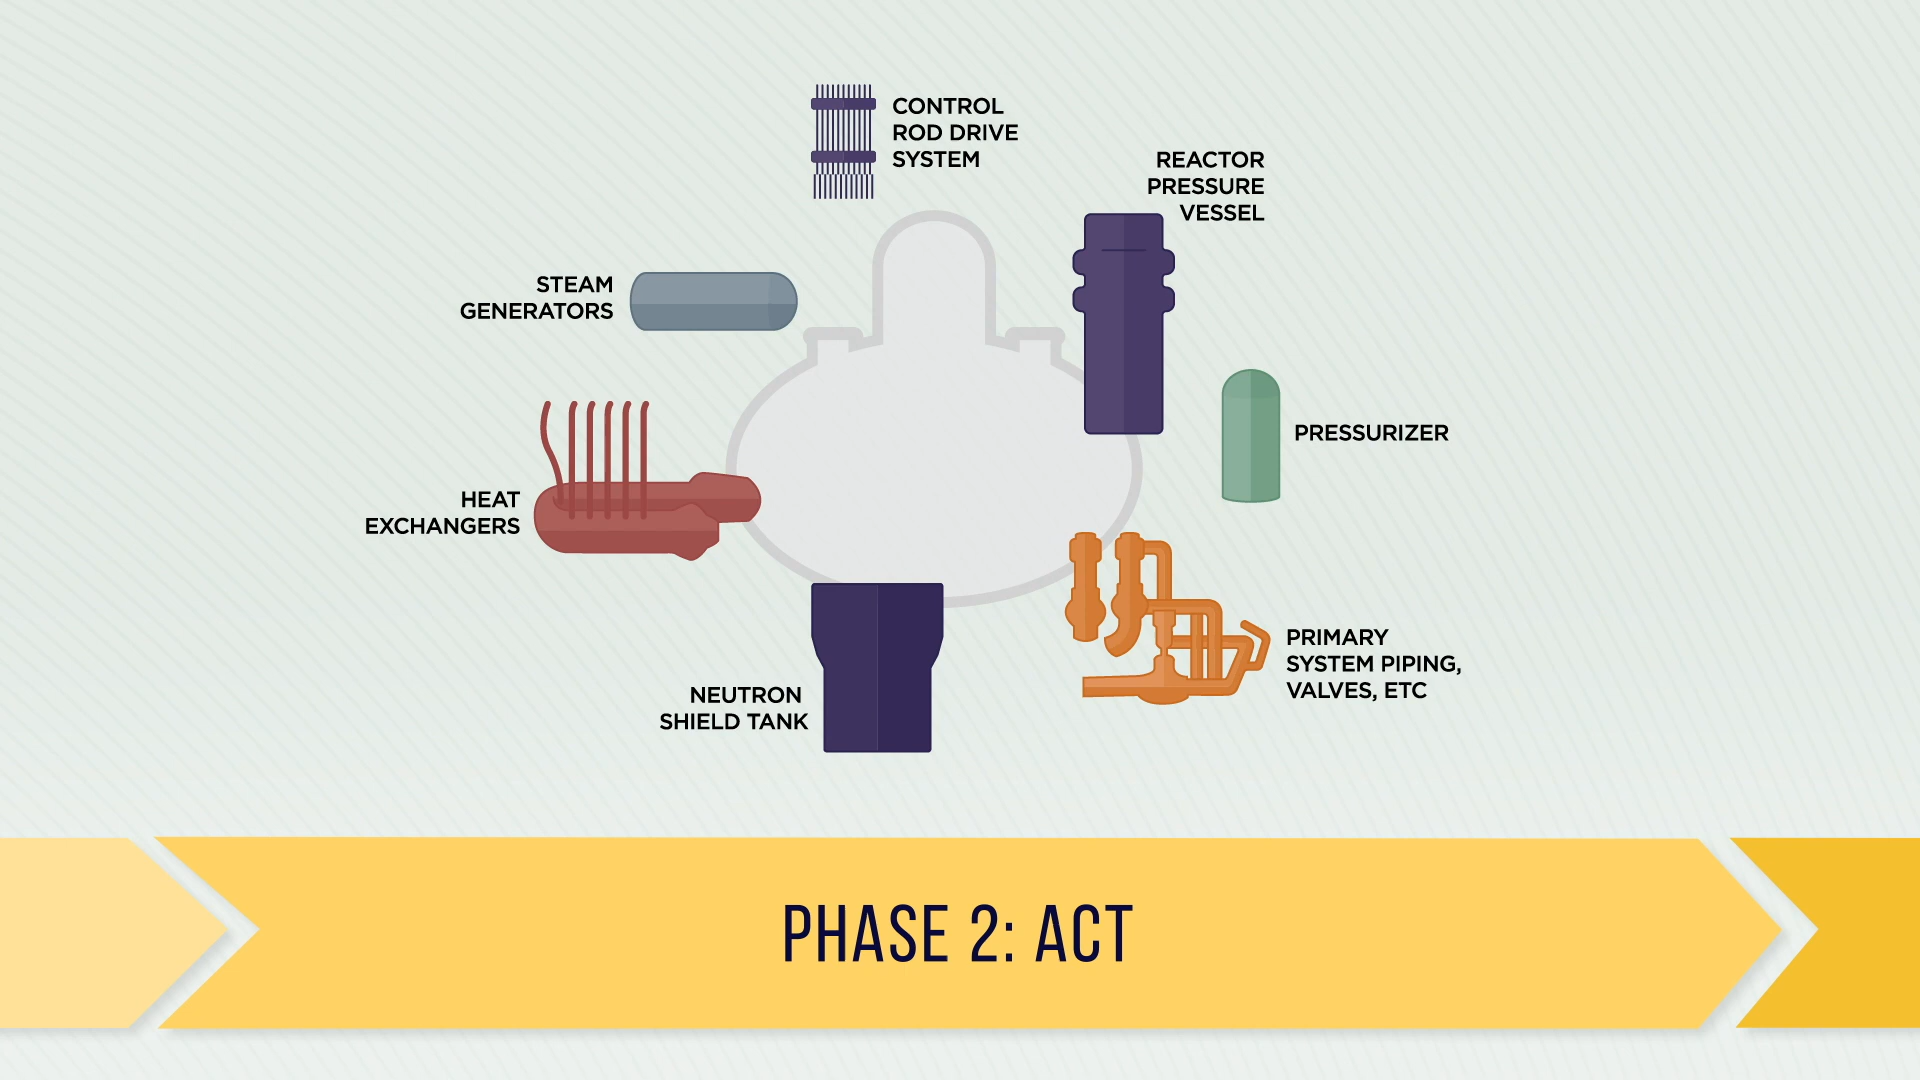 CONTROL
ROD DRIVE
SYSTEM
REACTOR
PRESSURE
VESSEL
STEAM
GENERATORS
PRESSURIZER
HEAT
EXCHANGERS
PRIMARY
SYSTEM PIPING,
VALVES, ETC
NEUTRON
SHIELD TANK
PHASE 2: ACT